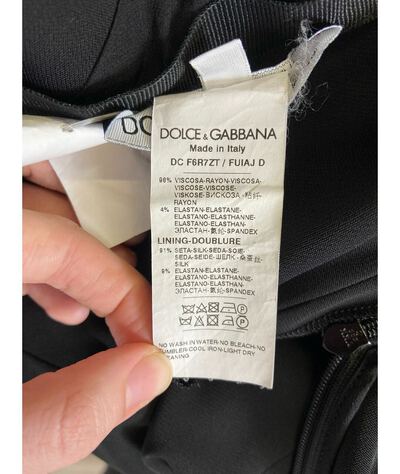 DC
DOLCE & GABBANA
Made in Italy
DC F6R7ZT / FUIAJ D
96% VISCOSA-RAYON-VISCOSA-
VISCOSE-VISCOSE-
VISKOSE-ВИСКОЗА-粘纤
RAYON
4% ELASTAN-ELASTANE-
ELASTANO-ELASTHANNE-
ELASTANO-ELASTHAN-
ЭЛАСТАН-氨纶-SPANDEX
LINING-DOUBLURE
91% SETA-SILK-SEDA-SOIE-
SEDA-SEIDE-ШЕЛК-桑蚕丝-
SILK
9% ELASTAN-ELASTANE-
ELASTANO-ELASTHANNE-
ELASTANO-ELASTHAN-
ЭЛАСТАН-氨纶-SPANDEX
NO WASH IN WATER-NO BLEACH-NO
TUMBLER-COOL IRON-LIGHT DRY
CLEANING